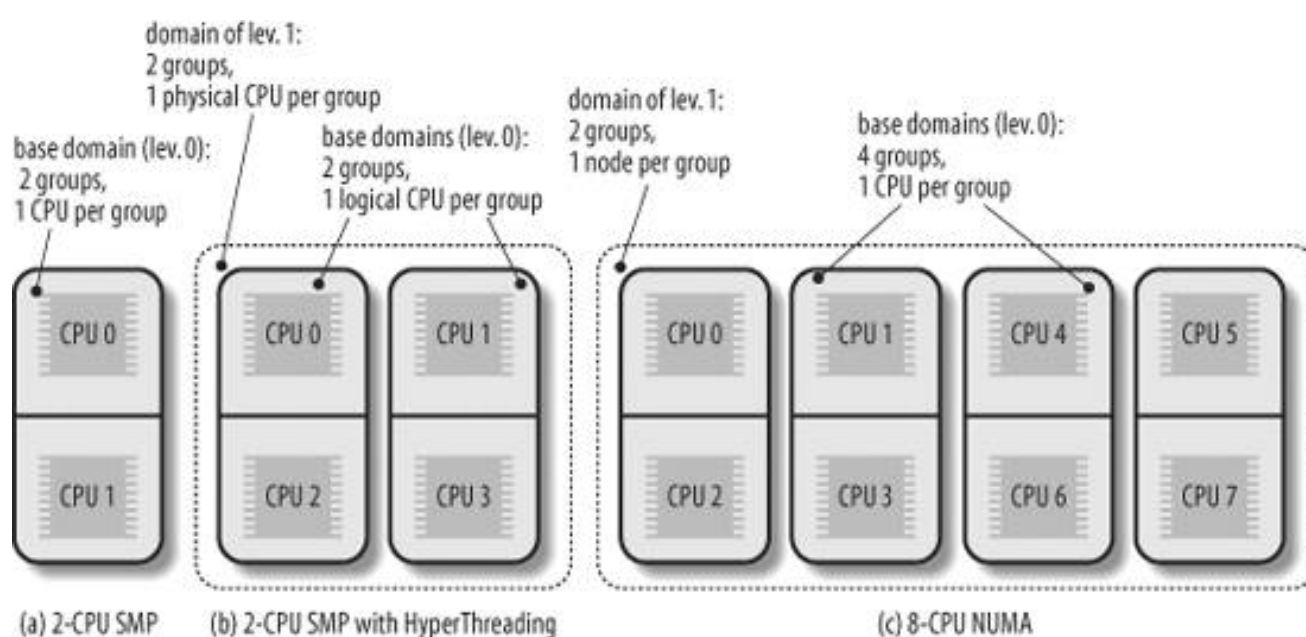 domain of lev. 1:
2 groups,
1 physical CPU per group
base domain (lev. 0):
2 groups,
1 CPU per group
base domains (lev. 0):
2 groups,
1 logical CPU per group
domain of lev. 1:
2 groups,
1 node per group
base domains (lev. 0):
4 groups,
1 CPU per group
CPU 0
CPU 1
CPU 0
CPU 1
CPU 2
CPU 3
CPU 0
CPU 1
CPU 4
CPU 5
CPU 2
CPU 3
CPU 6
CPU 7
(a) 2-CPU SMP
(b) 2-CPU SMP with HyperThreading
(c) 8-CPU NUMA